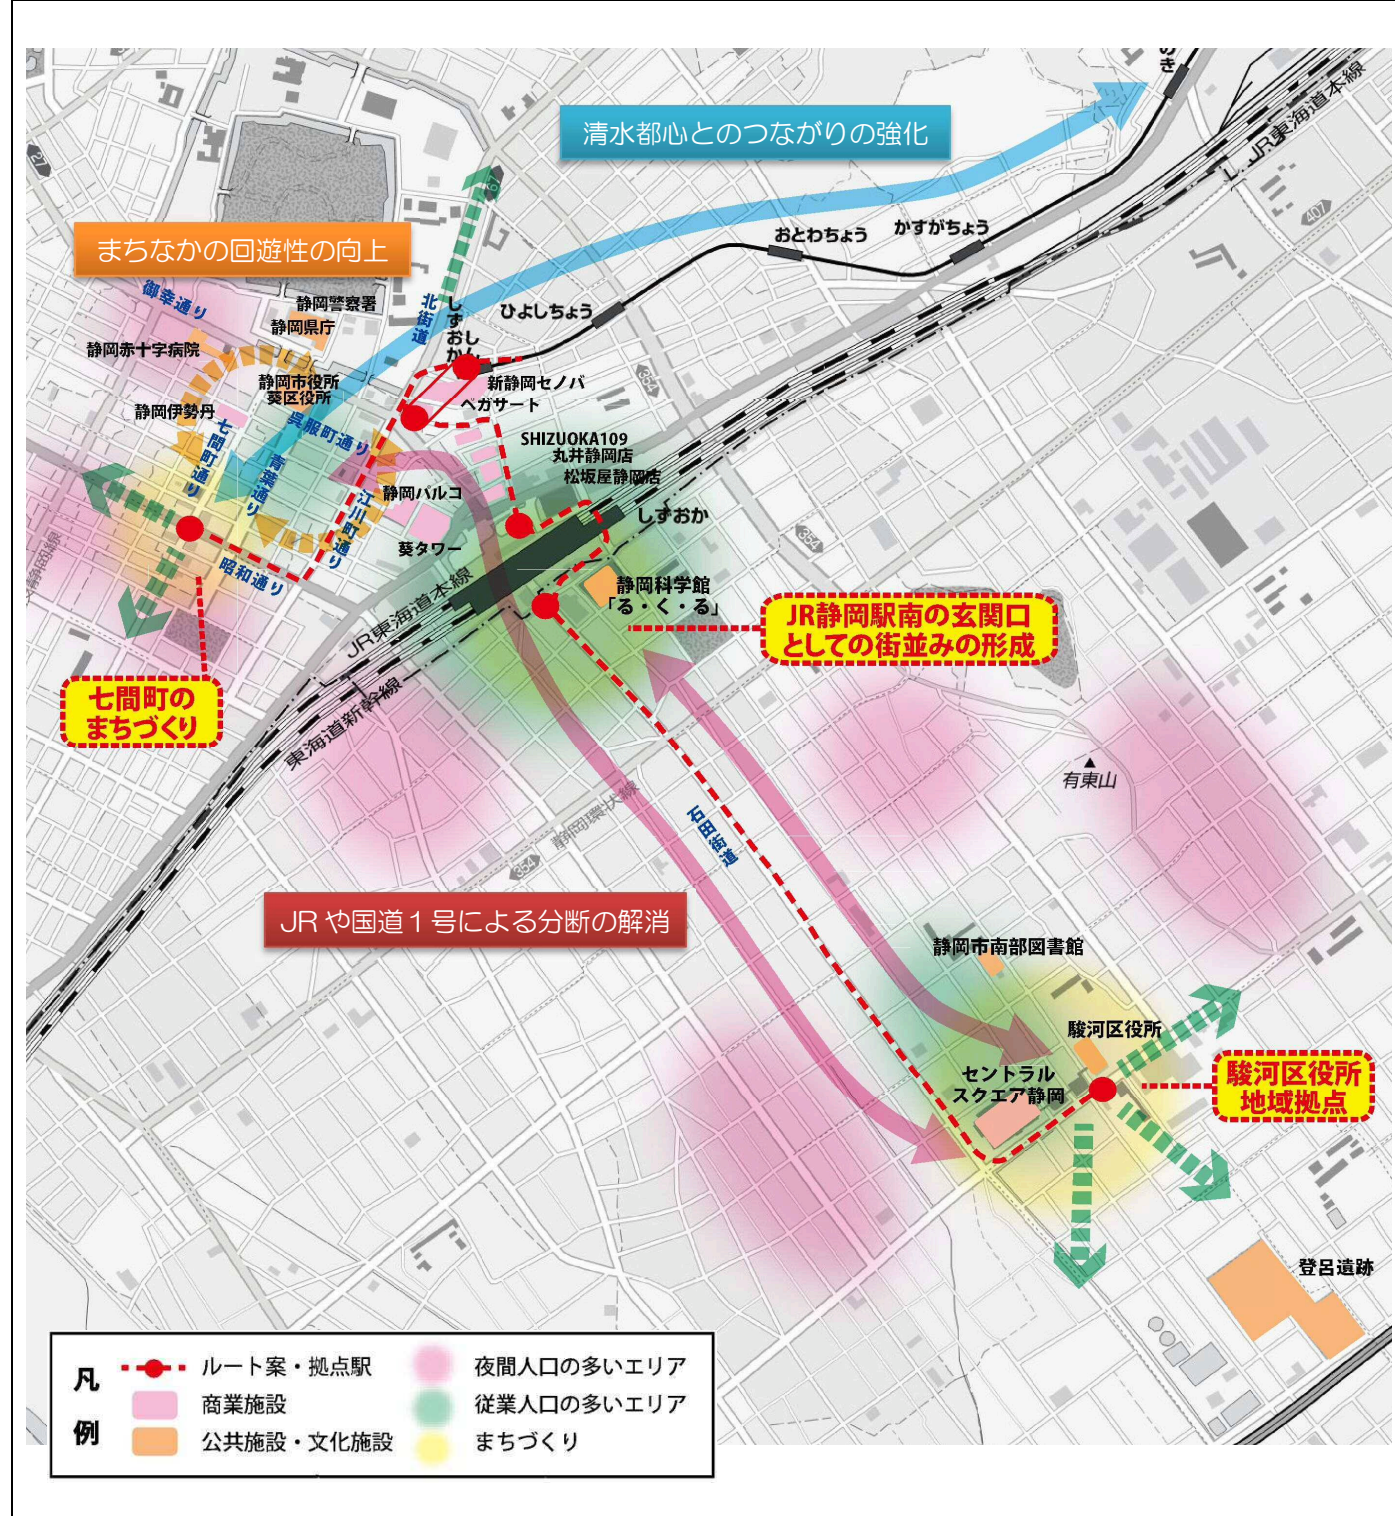 のき
JR東海道本線
清水都心とのつながりの強化
27
67
407
まちなかの回遊性の向上
おとわちょう
かすがちょう
御幸通り
静岡警察署
静岡県庁
北街道
しん
しずおか
ひよしちょう
静岡赤十字病院
静岡市役所
葵区役所
新静岡セノバ
ペガサート
354
静岡伊勢丹
七間町通り
呉服町通り
青葉通り
SHIZUOKA109
丸井静岡店
松坂屋静岡店
静岡パルコ
江川町通り
しずおか
354
葵タワー
昭和通り
静岡線
JR東海道本線
静岡科学館
「る・く・る」
JR静岡駅南の玄関口
としての街並みの形成
七間町の
まちづくり
東海道新幹線
有東山
静岡環状線
354
石田街道
JRや国道1号による分断の解消
静岡市南部図書館
駿河区役所
セントラル
スクエア静岡
駿河区役所
地域拠点
登呂遺跡
凡
例
ルート案・拠点駅
商業施設
公共施設・文化施設
夜間人口の多いエリア
従業人口の多いエリア
まちづくり